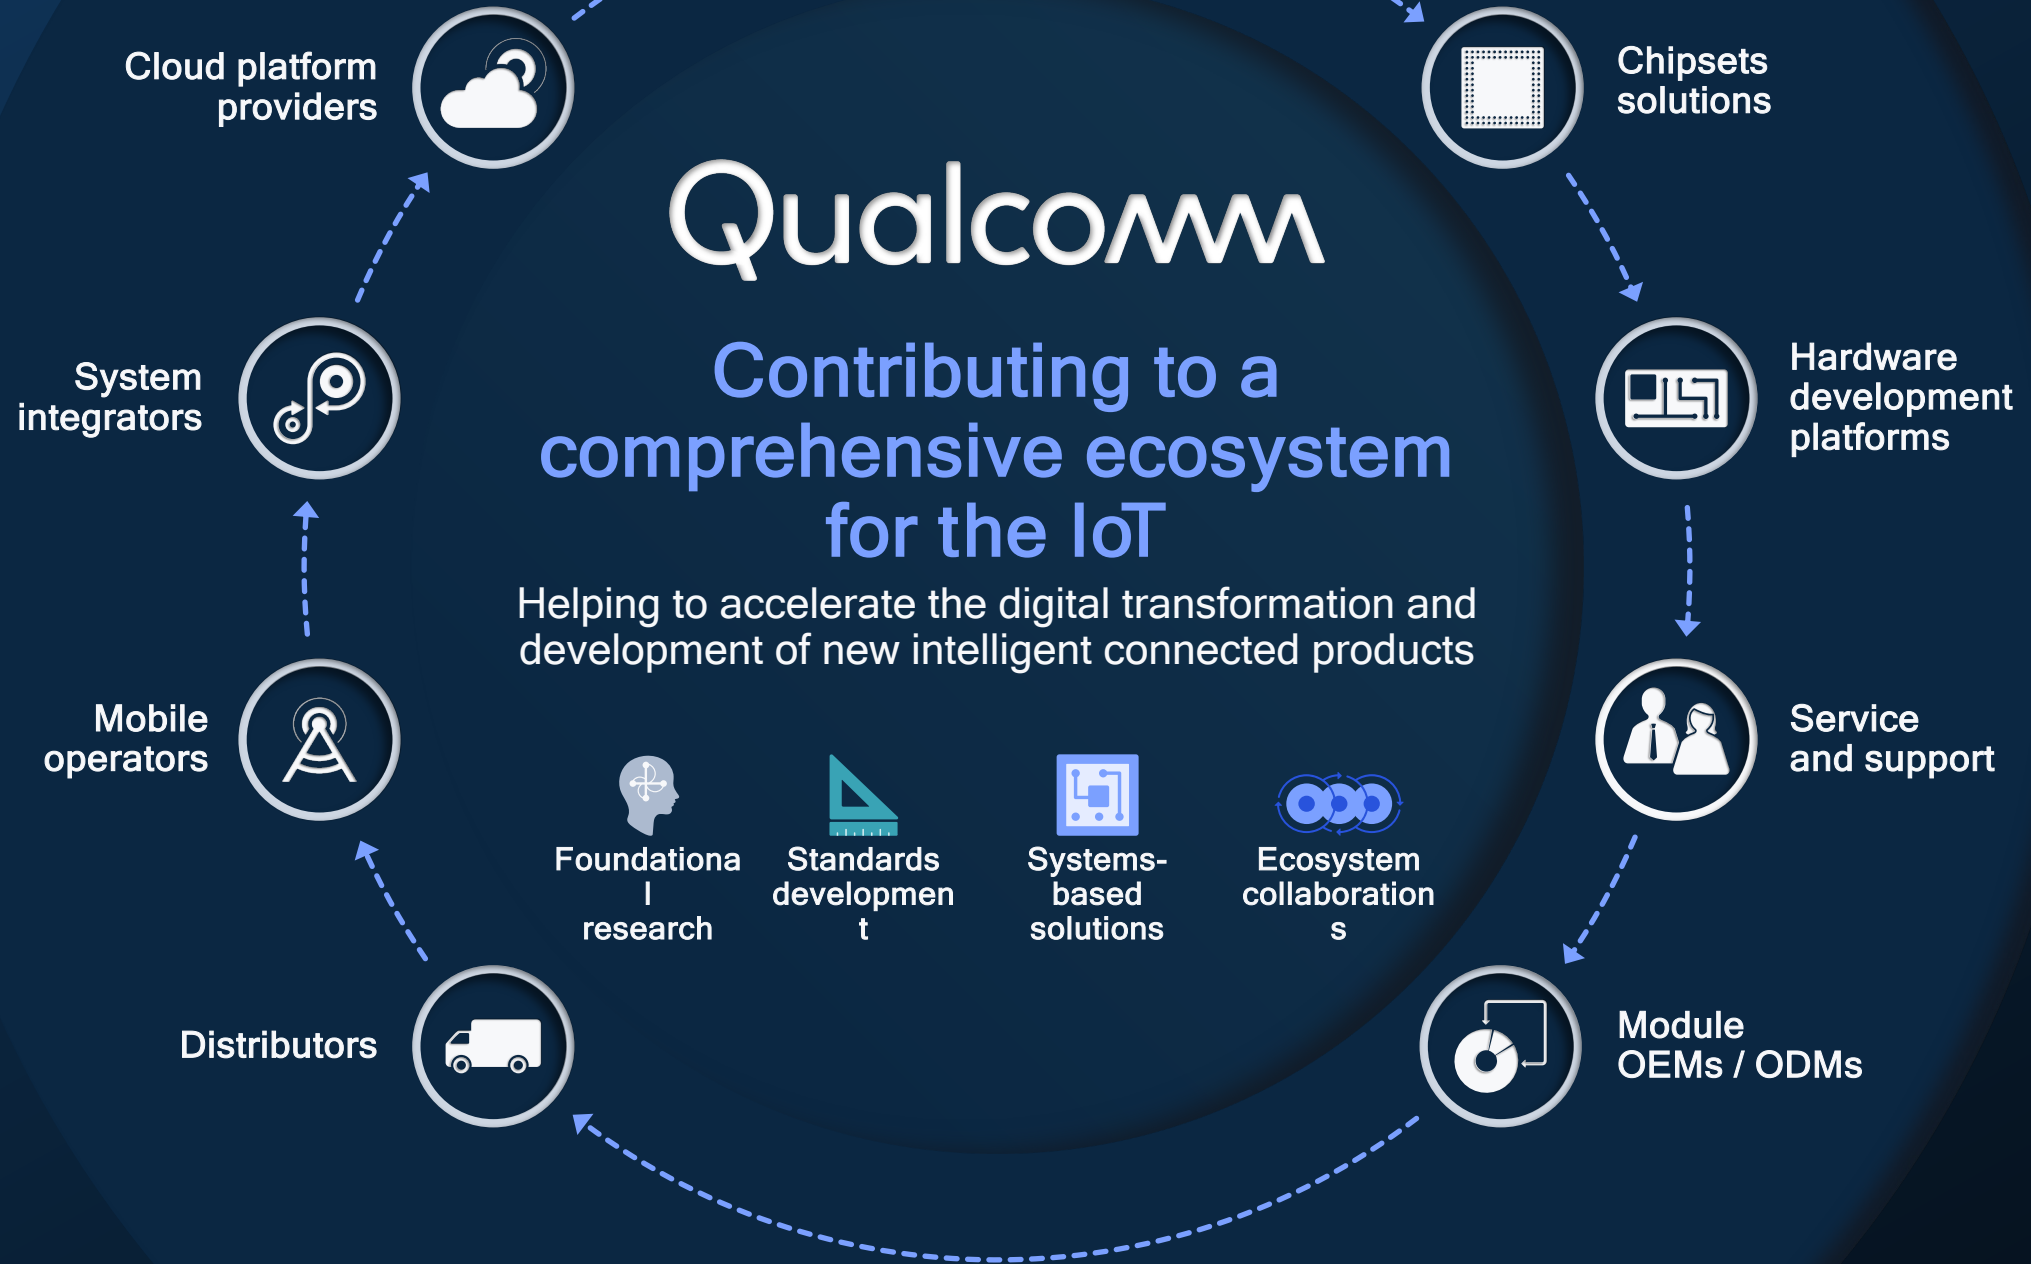 Cloud platform
providers
Chipsets
solutions
Qualcomm
System
integrators
Hardware
development
platforms
Contributing to a
comprehensive ecosystem
for the IoT
Helping to accelerate the digital transformation and
development of new intelligent connected products
Mobile
operators
Service
and support
Foundationa
l
research
Standards
developmen
t
Systems-
based
solutions
Ecosystem
collaboration
s
Distributors
Module
OEMs / ODMs